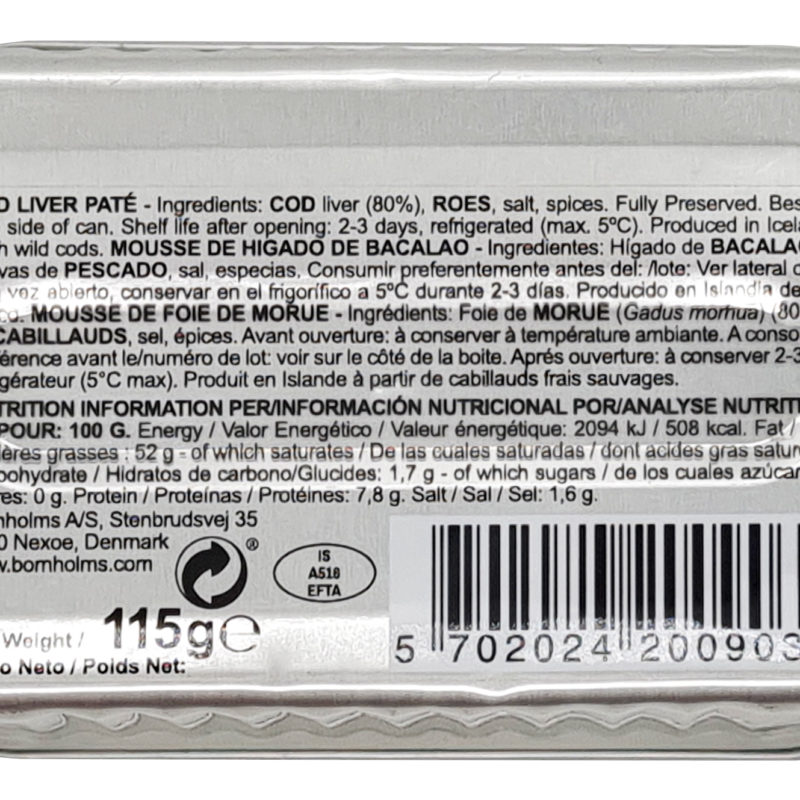 D LIVER PATÉ - Ingredients: COD liver (80%), ROES, salt, spices. Fully Preserved. Bes
side of can. Shelf life after opening: 2-3 days, refrigerated (max. 5ºC). Produced in Icela
h wild cods. MOUSSE DE HIGADO DE BACALAO - Ingredientes: Hígado de BACALAO
vas de PESCADO, sal, especias. Consumir preferentemente antes del: /lote: Ver lateral
vez abierto, conservar en el frigorífico a 5ºC durante 2-3 días. Producido en Islandia de
co. MOUSSE DE FOIE DE MORUE - Ingrédients: Foie de MORUE (Gadus morhua) (80
CABILLAUDS, sel, épices. Avant ouverture: à conserver à température ambiante. A conso
férence avant le/numéro de lot: voir sur le côté de la boite. Aprés ouverture: à conserver 2-3
gérateur (5°C max). Produit en Islande à partir de cabillauds frais sauvages.
TRITION INFORMATION PER/INFORMACIÓN NUTRICIONAL POR/ANALYSE NUTRITI
POUR: 100 G. Energy / Valor Energético / Valeur énergétique: 2094 kJ / 508 kcal. Fat /
ères grasses : 52 g - of which saturates / De las cuales saturadas / dont acides gras satur
bohydrate / Hidratos de carbono/Glucides: 1,7 g - of which sugars / de los cuales azúcar
res: 0 g. Protein / Proteínas / Protéines: 7,8 g. Salt / Sal / Sel: 1,6 g.
nholms A/S, Stenbrudsvej 35
0 Nexoe, Denmark
w.bornholms.com
®
IS
A518
EFTA
Weight /
115g℮
o Neto / Poids Net:
5 702024 200903